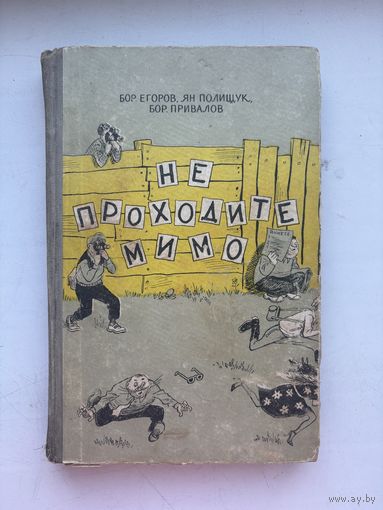 БОР. ЕГОРОВ, ЯН ПОЛИЩУК,
БОР. ПРИВАЛОВ
НЕ
ПРОХОДИТЕ
МИМО
www.ay.by